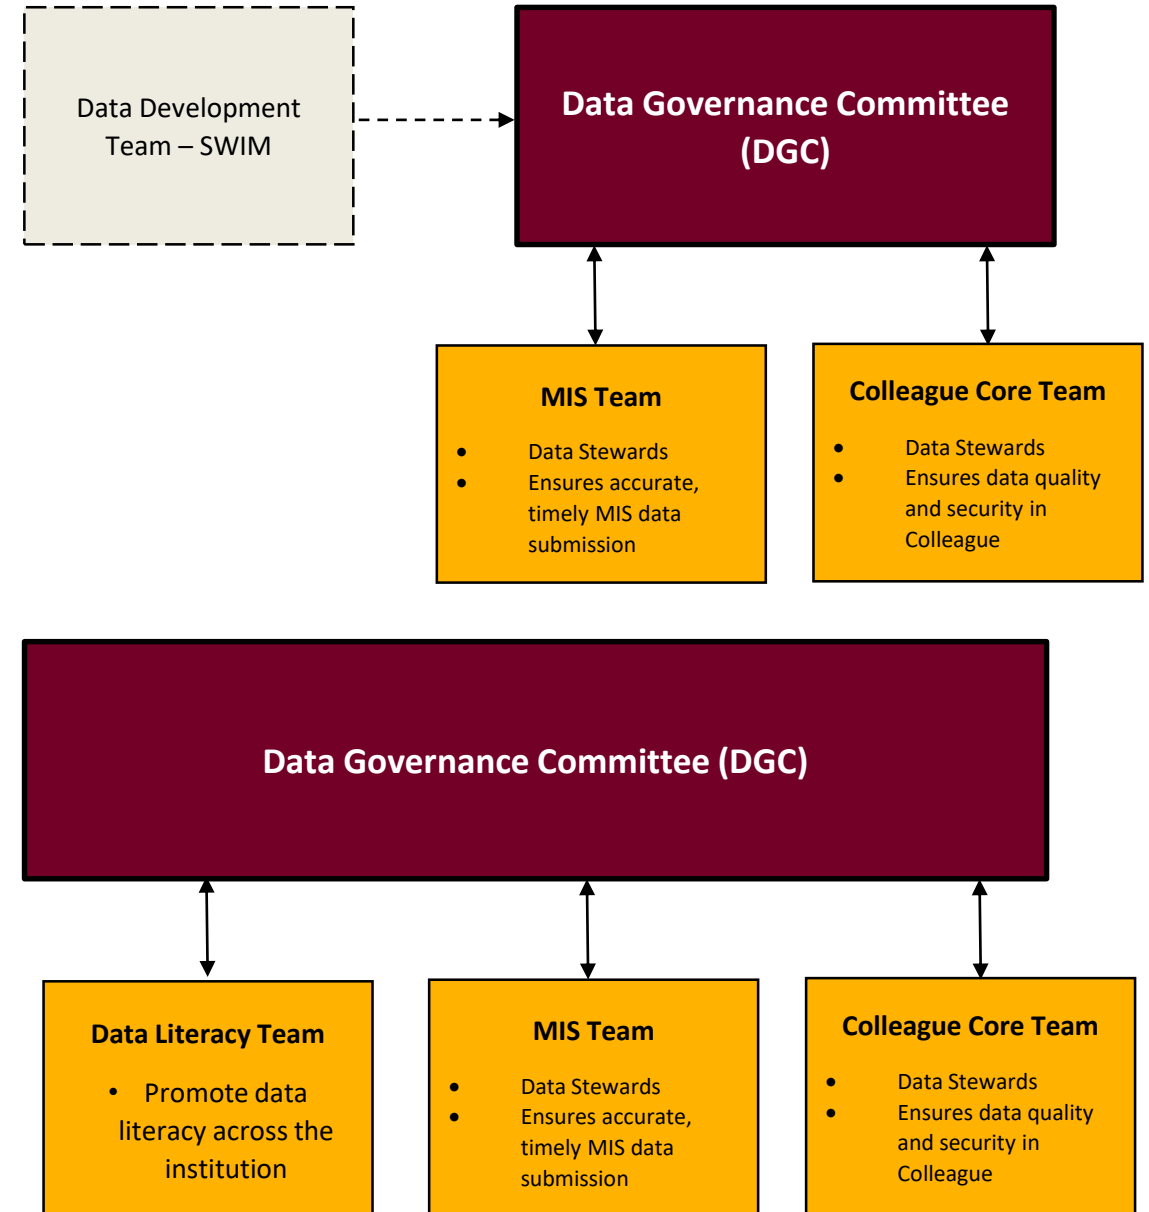 Data Development
Team – SWIM
Data Governance Committee
(DGC)
MIS Team
• Data Stewards
• Ensures accurate,
timely MIS data
submission
Colleague Core Team
• Data Stewards
• Ensures data quality
and security in
Colleague
Data Governance Committee (DGC)
Data Literacy Team
• Promote data
literacy across the
institution
MIS Team
• Data Stewards
• Ensures accurate,
timely MIS data
submission
Colleague Core Team
• Data Stewards
• Ensures data quality
and security in
Colleague